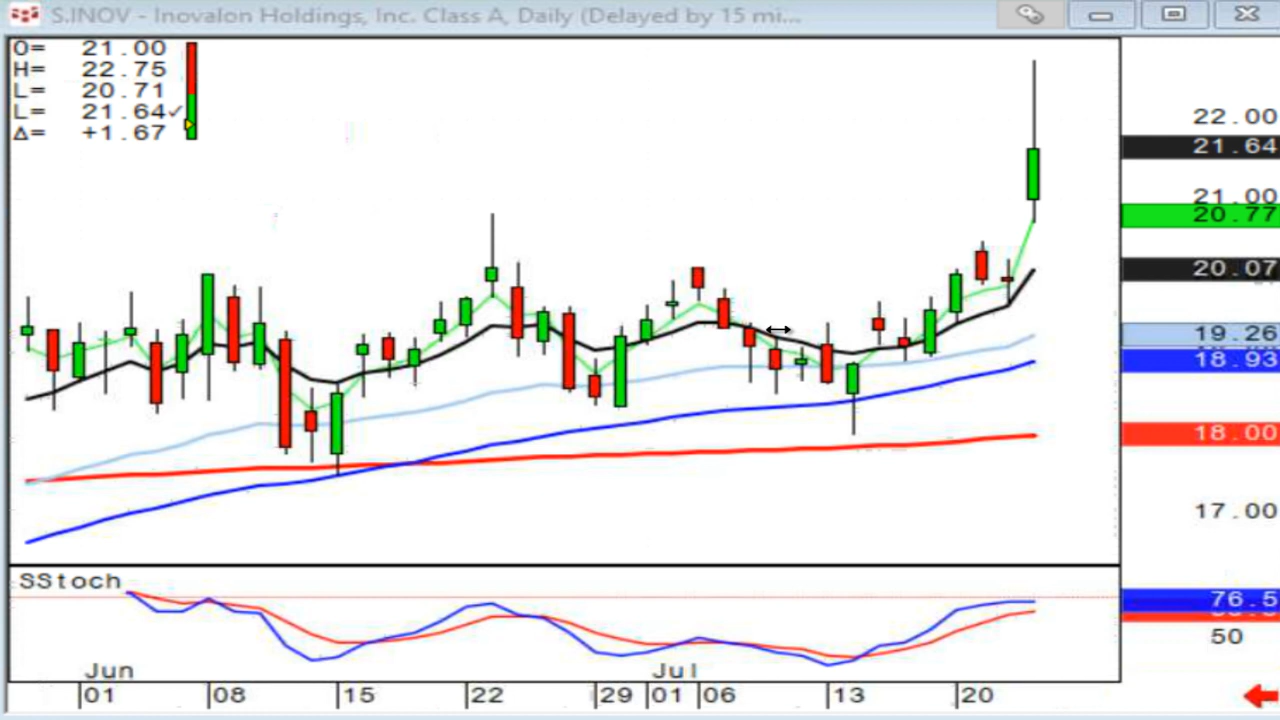 S.INOV - Inovalon Holdings, Inc. Class A, Daily (Delayed by 15 mi...
O= 21.00
H= 22.75
L= 20.71
L= 21.64✓
Δ= +1.67
22.00
21.64
21.00
20.77
20.07
19.26
18.93
18.00
17.00
SStoch
76.5
50
Jun Jul
01 08 15 22 29 01 06 13 20